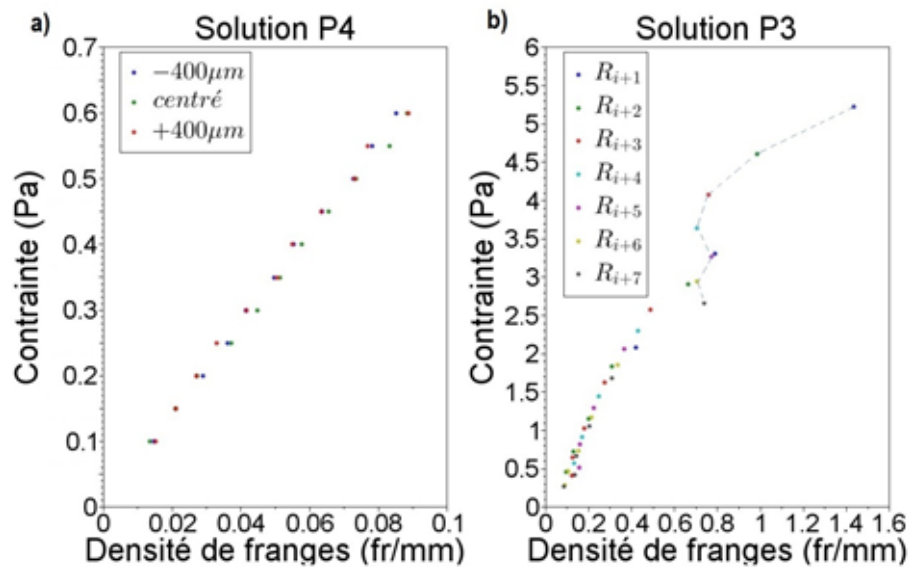 a)
Solution P4
0.7
0.6
0.5
0.4
0.3
0.2
0.1
0
−400μm
centré
+400μm
Contrainte (Pa)
0.02
0.04
0.06
0.08
0.1
Densité de franges (fr/mm)
b)
Solution P3
6
5.5
5
4.5
4
3.5
3
2.5
2
1.5
1
0.5
0
R_{i+1}
R_{i+2}
R_{i+3}
R_{i+4}
R_{i+5}
R_{i+6}
R_{i+7}
Contrainte (Pa)
0
0.2
0.4
0.6
0.8
1
1.2
1.4
1.6
Densité de franges (fr/mm)